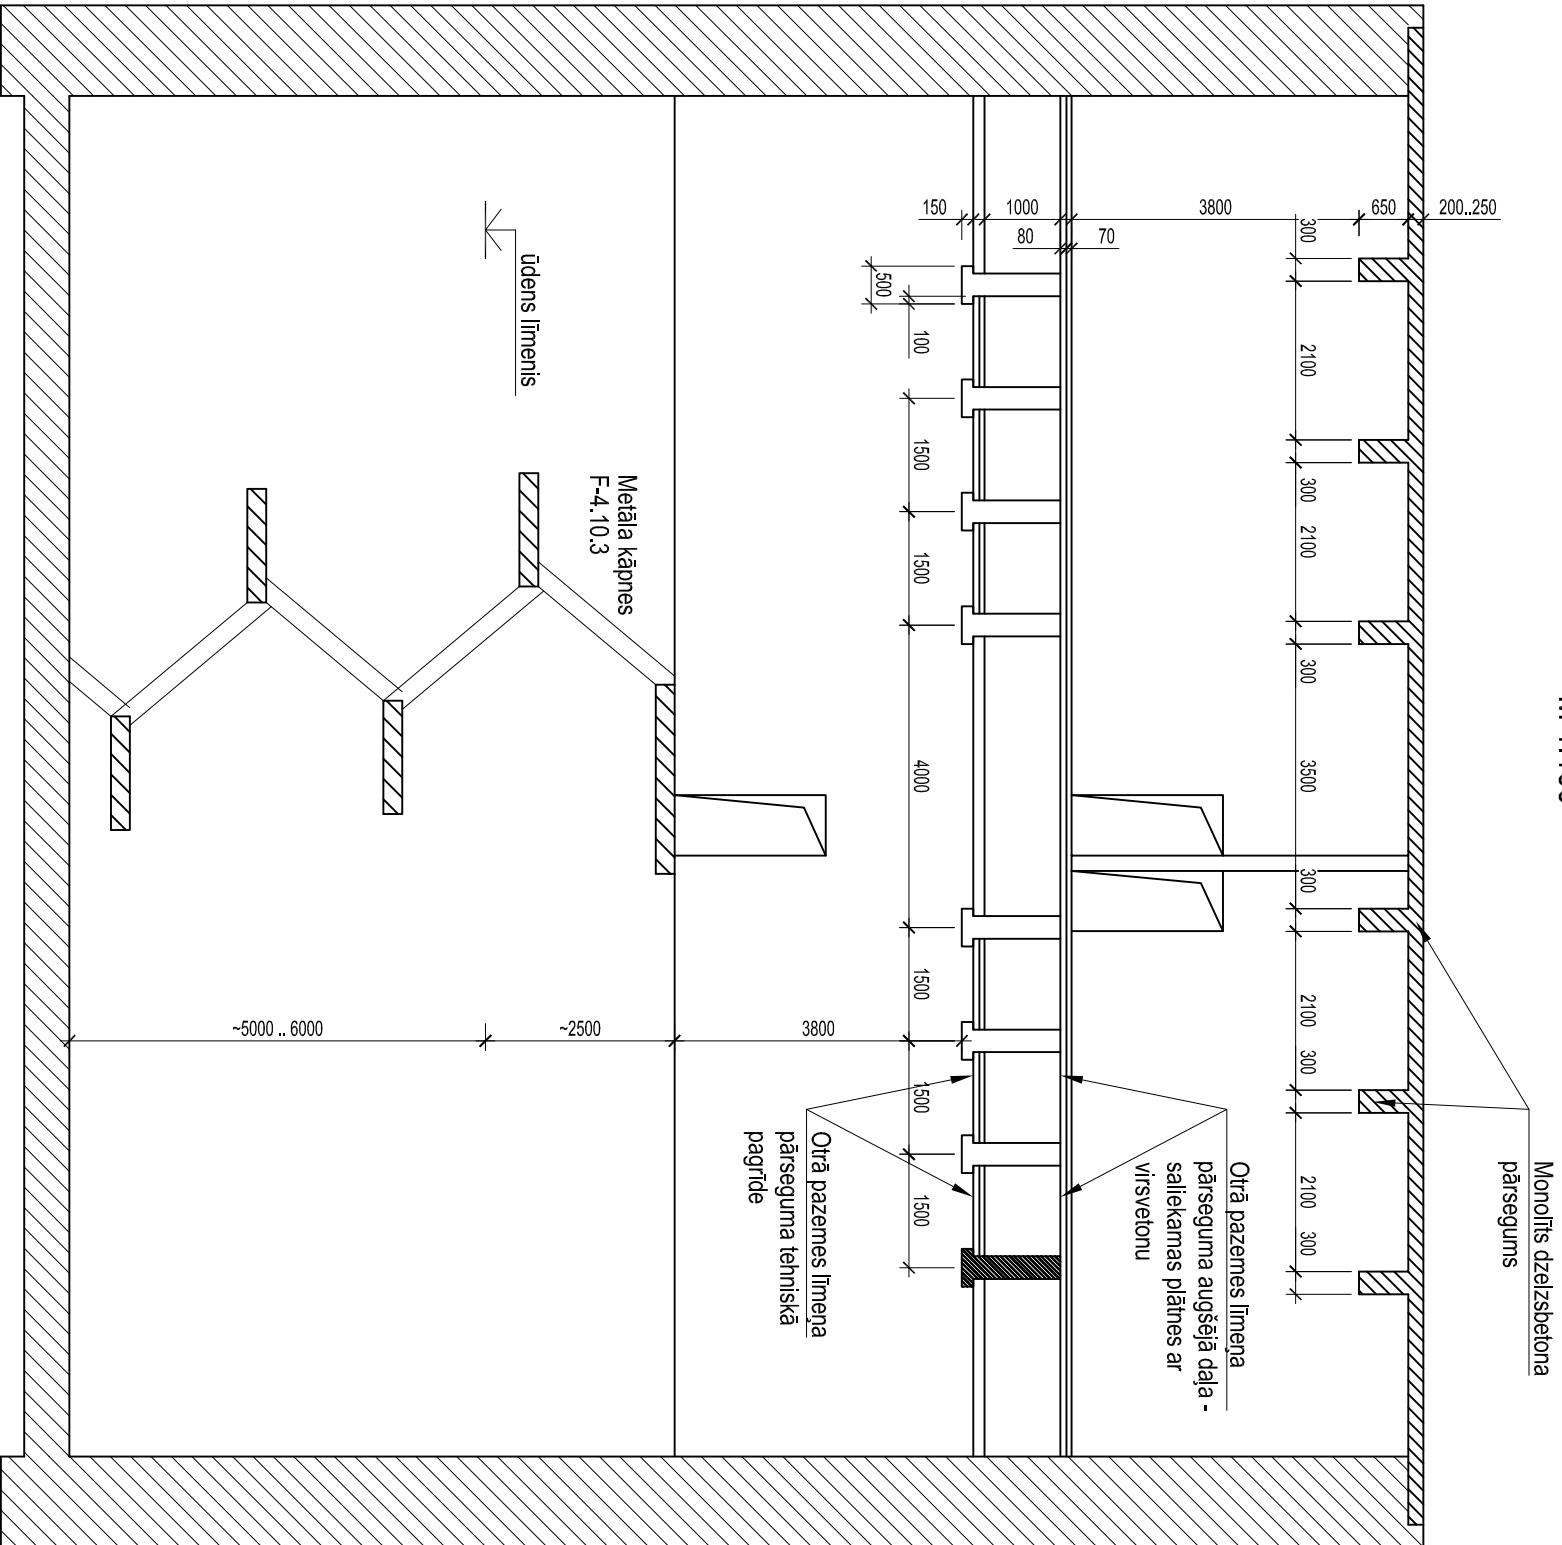 Monolīts dzelzsbetona
pārsegums
200..250
650
3800
70
80
1000
150
300
2100
300
2100
300
3500
300
2100
300
2100
300
500
100
1500
1500
4000
1500
1500
1500
Otrā pazemes līmeņa
pārseguma augšējā daļa -
saliekamas plātnes ar
virsvetonu
Otrā pazemes līmeņa
pārseguma tehniskā
pagrīde
3800
~2500
~5000 .. 6000
Metāla kāpnes
F-4.10.3
ūdens līmenis